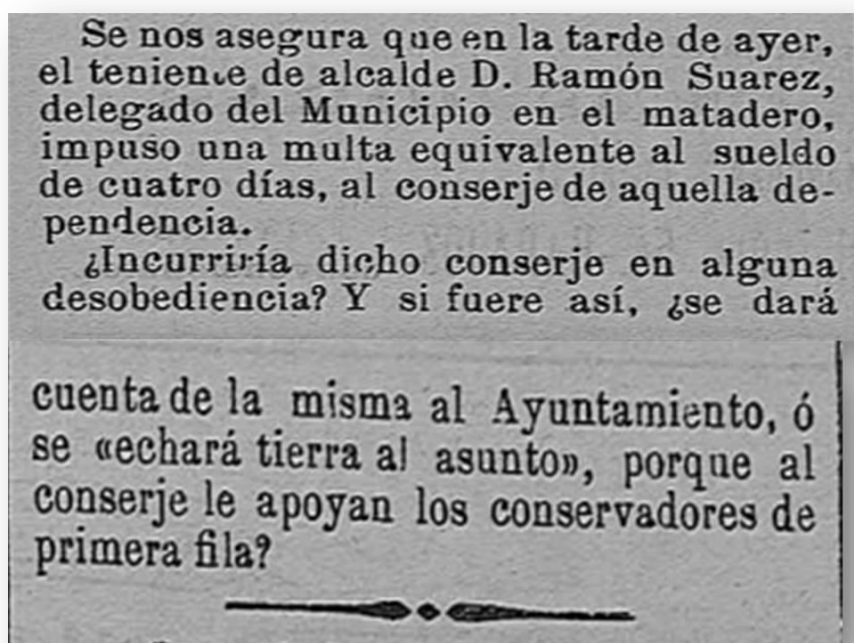 Se nos asegura que en la tarde de ayer,
el teniente de alcalde D. Ramón Suarez,
delegado del Municipio en el matadero,
impuso una multa equivalente al sueldo
de cuatro días, al conserje de aquella de-
pendencia.
¿Incurriría dicho conserje en alguna
desobediencia? Y si fuere así, ¿se dará
cuenta de la misma al Ayuntamiento, ó
se «echará tierra al asunto», porque al
conserje le apoyan los conservadores de
primera fila?